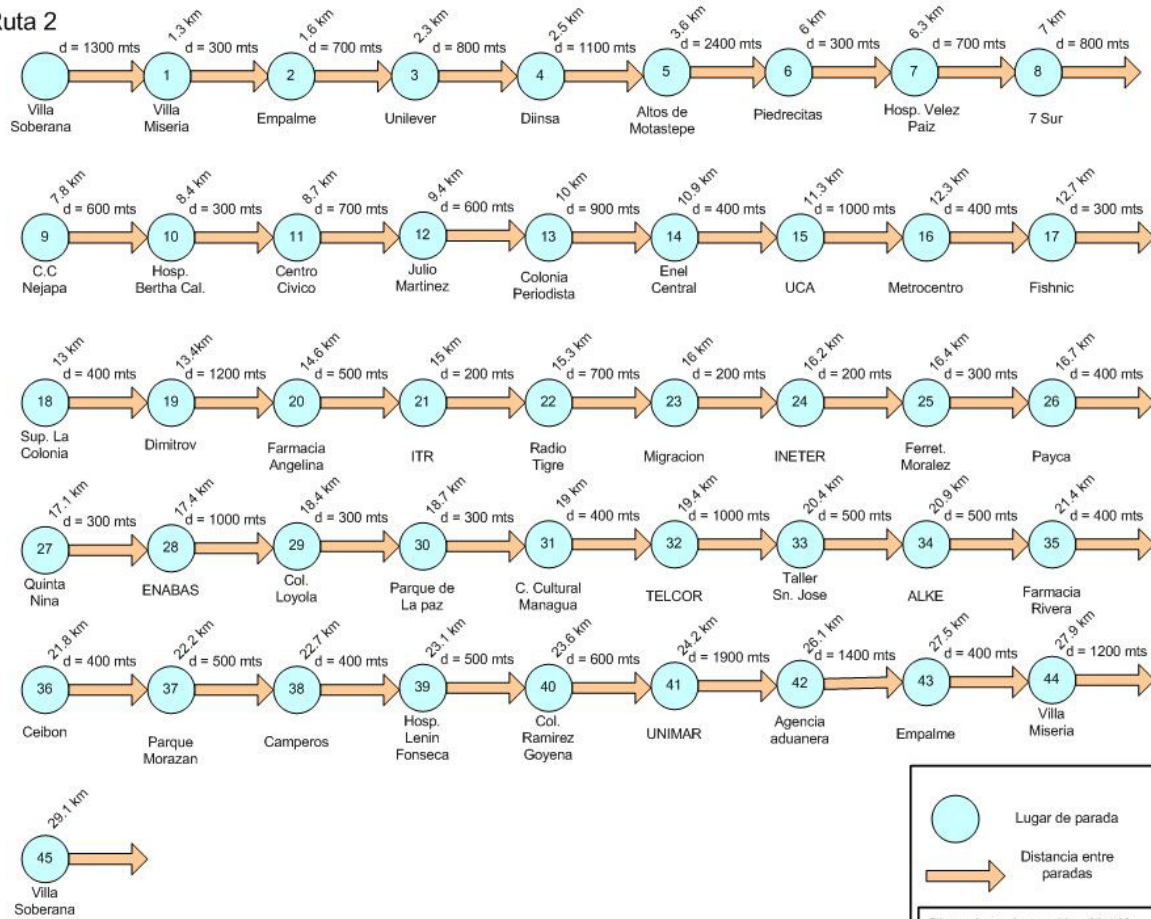 Ruta 2
1.3 km
1.6 km
2.3 km
2.5 km
3.6 km
6 km
6.3 km
7 km
d = 1300 mts
d = 300 mts
d = 700 mts
d = 800 mts
d = 1100 mts
d = 2400 mts
d = 300 mts
d = 700 mts
d = 800 mts
1
2
3
4
5
6
7
8
Villa
Soberana
Villa
Miseria
Empalme
Unilever
Diinsa
Altos de
Motastepe
Piedrecitas
Hosp. Velez
Paiz
7 Sur
7.8 km
8.4 km
8.7 km
9.4 km
10 km
10.9 km
11.3 km
12.3 km
12.7 km
d = 600 mts
d = 300 mts
d = 700 mts
d = 600 mts
d = 900 mts
d = 400 mts
d = 1000 mts
d = 400 mts
d = 300 mts
9
10
11
12
13
14
15
16
17
C.C
Nejapa
Hosp.
Bertha Cal.
Centro
Civico
Julio
Martinez
Colonia
Periodista
Enel
Central
UCA
Metrocentro
Fishnic
13 km
13.4km
14.6 km
15 km
15.3 km
16 km
16.2 km
16.4 km
16.7 km
d = 400 mts
d = 1200 mts
d = 500 mts
d = 200 mts
d = 700 mts
d = 200 mts
d = 200 mts
d = 300 mts
d = 400 mts
18
19
20
21
22
23
24
25
26
Sup. La
Colonia
Dimitrov
Farmacia
Angelina
ITR
Radio
Tigre
Migracion
INETER
Ferret.
Moralez
Payca
17.1 km
17.4 km
18.4 km
18.7 km
19 km
19.4 km
20.4 km
20.9 km
21.4 km
d = 300 mts
d = 1000 mts
d = 300 mts
d = 300 mts
d = 400 mts
d = 1000 mts
d = 500 mts
d = 500 mts
d = 400 mts
27
28
29
30
31
32
33
34
35
Quinta
Nina
ENABAS
Col.
Loyola
Parque de
La paz
C. Cultural
Managua
TELCOR
Taller
Sn. Jose
ALKE
Farmacia
Rivera
21.8 km
22.2 km
22.7 km
23.1 km
23.6 km
24.2 km
26.1 km
27.5 km
27.9 km
d = 400 mts
d = 500 mts
d = 400 mts
d = 500 mts
d = 600 mts
d = 1900 mts
d = 1400 mts
d = 400 mts
d = 1200 mts
36
37
38
39
40
41
42
43
44
Ceibon
Parque
Morazan
Camperos
Hosp.
Lenin
Fonseca
Col.
Ramirez
Goyena
UNIMAR
Agencia
aduanera
Empalme
Villa
Miseria
29.1 km
45
Villa
Soberana
Lugar de parada
Distancia entre
paradas